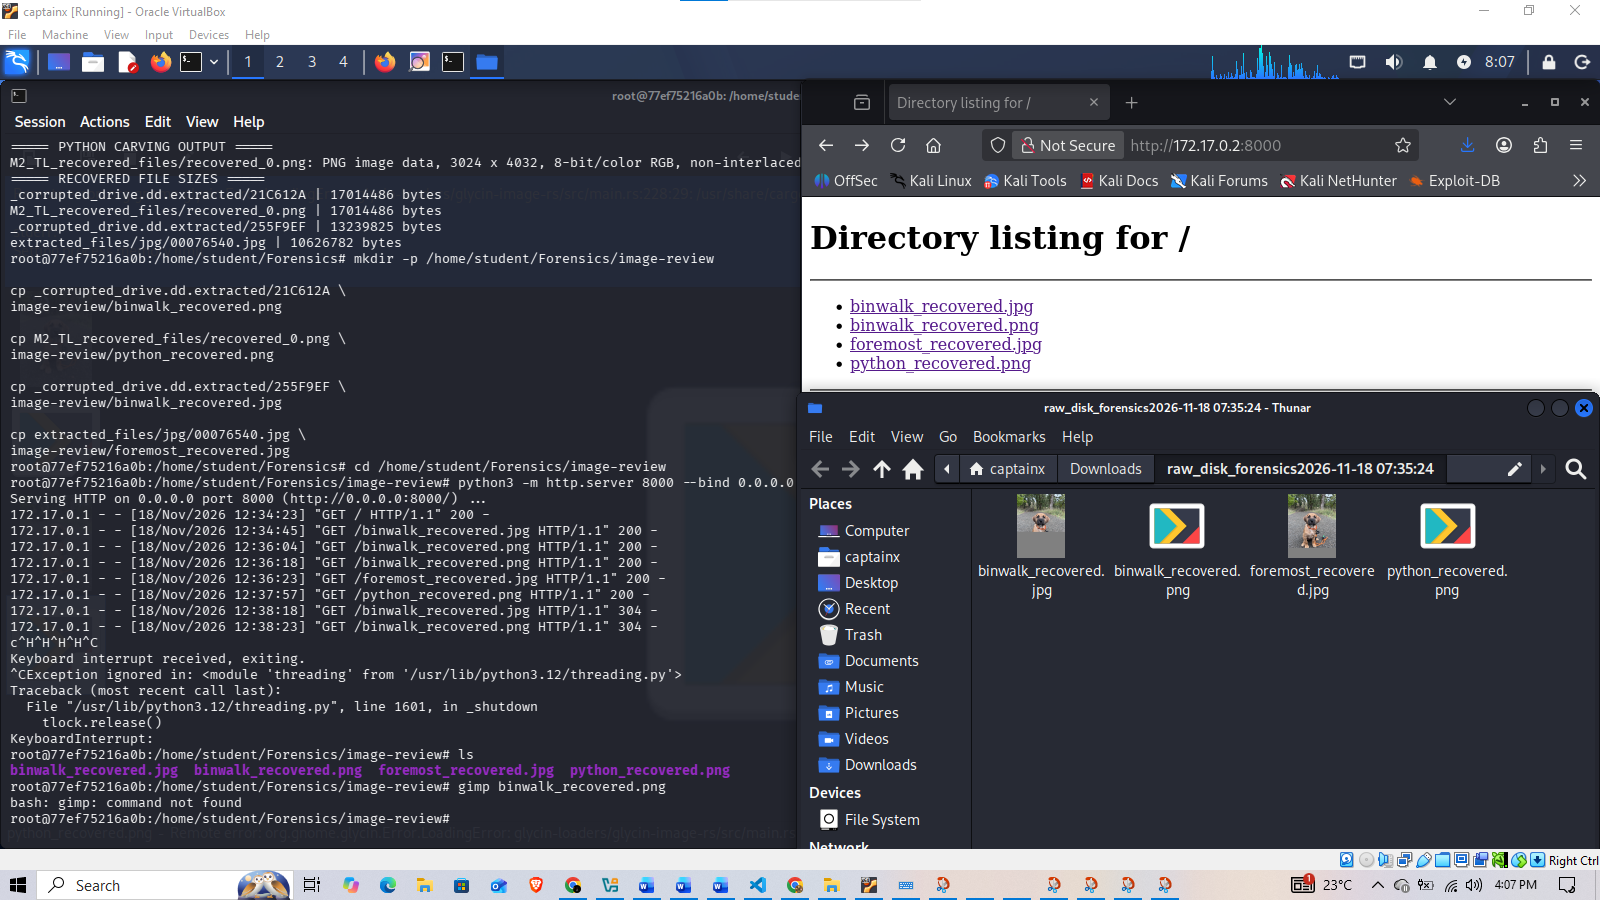 captainx [Running] - Oracle VirtualBox
File Machine View Input Devices Help
1 2 3 4
8:07
root@77ef75216a0b: /home/stude
Session Actions Edit View Help
===== PYTHON CARVING OUTPUT =====
M2_TL_recovered_files/recovered_0.png: PNG image data, 3024 x 4032, 8-bit/color RGB, non-interlaced
===== RECOVERED FILE SIZES =====
_corrupted_drive.dd.extracted/21C612A | 17014486 bytes
M2_TL_recovered_files/recovered_0.png | 17014486 bytes
_corrupted_drive.dd.extracted/255F9EF | 13239825 bytes
extracted_files/jpg/00076540.jpg | 10626782 bytes
root@77ef75216a0b:/home/student/Forensics# mkdir -p /home/student/Forensics/image-review
cp _corrupted_drive.dd.extracted/21C612A \
image-review/binwalk_recovered.png
cp M2_TL_recovered_files/recovered_0.png \
image-review/python_recovered.png
cp _corrupted_drive.dd.extracted/255F9EF \
image-review/binwalk_recovered.jpg
cp extracted_files/jpg/00076540.jpg \
image-review/foremost_recovered.jpg
root@77ef75216a0b:/home/student/Forensics# cd /home/student/Forensics/image-review
root@77ef75216a0b:/home/student/Forensics/image-review# python3 -m http.server 8000 --bind 0.0.0.0
Serving HTTP on 0.0.0.0 port 8000 (http://0.0.0.0:8000/) ...
172.17.0.1 - - [18/Nov/2026 12:34:23] "GET / HTTP/1.1" 200 -
172.17.0.1 - - [18/Nov/2026 12:34:45] "GET /binwalk_recovered.jpg HTTP/1.1" 200 -
172.17.0.1 - - [18/Nov/2026 12:36:04] "GET /binwalk_recovered.png HTTP/1.1" 200 -
172.17.0.1 - - [18/Nov/2026 12:36:18] "GET /binwalk_recovered.jpg HTTP/1.1" 200 -
172.17.0.1 - - [18/Nov/2026 12:36:23] "GET /foremost_recovered.jpg HTTP/1.1" 200 -
172.17.0.1 - - [18/Nov/2026 12:37:57] "GET /python_recovered.png HTTP/1.1" 200 -
172.17.0.1 - - [18/Nov/2026 12:38:18] "GET /binwalk_recovered.jpg HTTP/1.1" 304 -
172.17.0.1 - - [18/Nov/2026 12:38:23] "GET /binwalk_recovered.png HTTP/1.1" 304 -
c^H^H^H^H^C
Keyboard interrupt received, exiting.
^CException ignored in: <module 'threading' from '/usr/lib/python3.12/threading.py'>
Traceback (most recent call last):
File "/usr/lib/python3.12/threading.py", line 1601, in _shutdown
tlock.release()
KeyboardInterrupt:
root@77ef75216a0b:/home/student/Forensics/image-review# ls
binwalk_recovered.jpg binwalk_recovered.png foremost_recovered.jpg python_recovered.png
root@77ef75216a0b:/home/student/Forensics/image-review# gimp binwalk_recovered.png
bash: gimp: command not found
root@77ef75216a0b:/home/student/Forensics/image-review#
python_recovered.png - Remote error: org.gnome.glycin.Error.LoadingError: glycin-loaders/glycin-image-rs/src/main.rs
Directory listing for /
Not Secure http://172.17.0.2:8000
OffSec Kali Linux Kali Tools Kali Docs Kali Forums Kali NetHunter Exploit-DB
Directory listing for /
binwalk_recovered.jpg
binwalk_recovered.png
foremost_recovered.jpg
python_recovered.png
raw_disk_forensics2026-11-18 07:35:24 - Thunar
File Edit View Go Bookmarks Help
captainx Downloads raw_disk_forensics2026-11-18 07:35:24
Places
Computer
captainx
Desktop
Recent
Trash
Documents
Music
Pictures
Videos
Downloads
Devices
File System
Network
binwalk_recovered.
jpg
binwalk_recovered.
png
foremost_recovere
d.jpg
python_recovered.
png
Right Ctrl
Search
1
23°C
4:07 PM